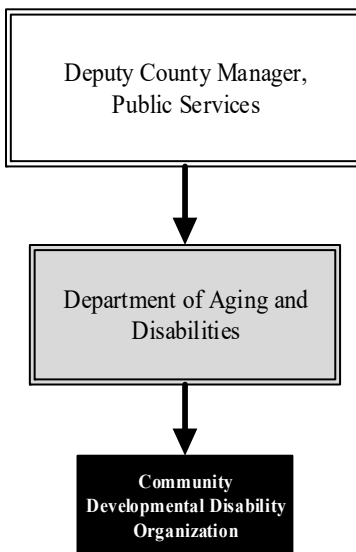 Deputy County Manager,
Public Services
Department of Aging and
Disabilities
Community
Developmental Disability
Organization